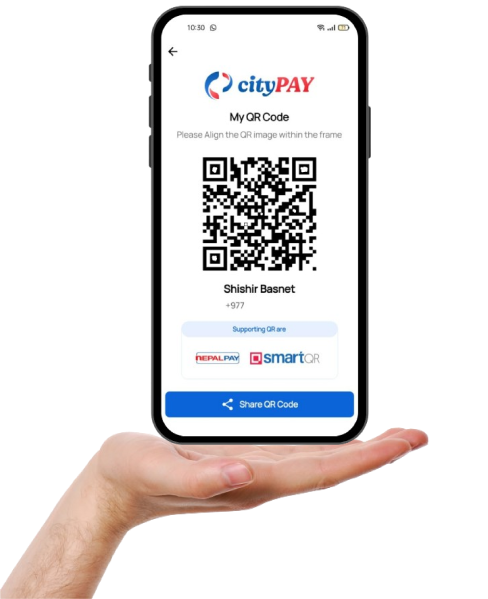 10:30
cityPAY
My QR Code
Please Align the QR image within the frame
Shishir Basnet
+977
Supporting QR are
NEPALPAY smartQR
Share QR Code